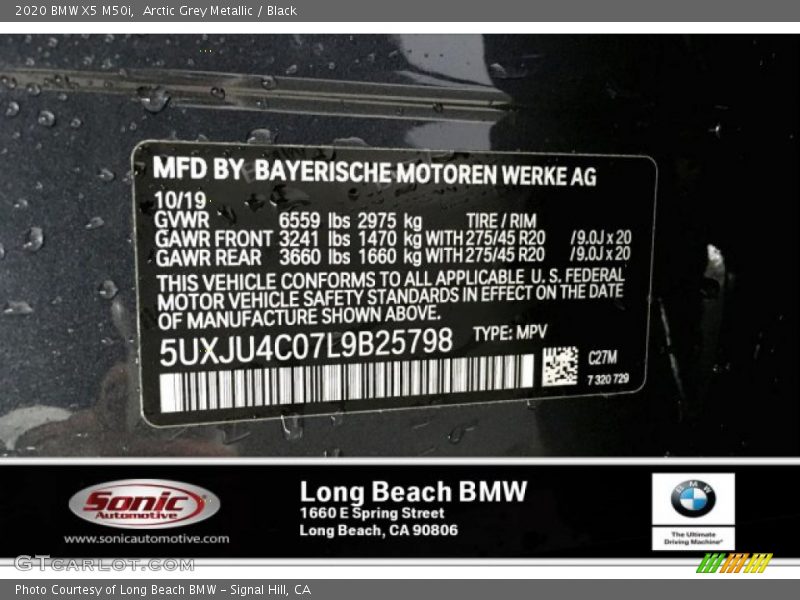 2020 BMW X5 M50i, Arctic Grey Metallic / Black
MFD BY BAYERISCHE MOTOREN WERKE AG
10/19
GVWR 6559 lbs 2975 kg TIRE / RIM
GAWR FRONT 3241 lbs 1470 kg WITH 275/45 R20 /9.0J x 20
GAWR REAR 3660 lbs 1660 kg WITH 275/45 R20 /9.0J x 20
THIS VEHICLE CONFORMS TO ALL APPLICABLE U. S. FEDERAL
MOTOR VEHICLE SAFETY STANDARDS IN EFFECT ON THE DATE
OF MANUFACTURE SHOWN ABOVE.
5UXJU4C07L9B25798 TYPE: MPV
C27M
7 320 729
Sonic
Automotive
www.sonicautomotive.com
Long Beach BMW
1660 E Spring Street
Long Beach, CA 90806
BMW
The Ultimate
Driving Machine®
GTcarlot.com
Photo Courtesy of Long Beach BMW - Signal Hill, CA